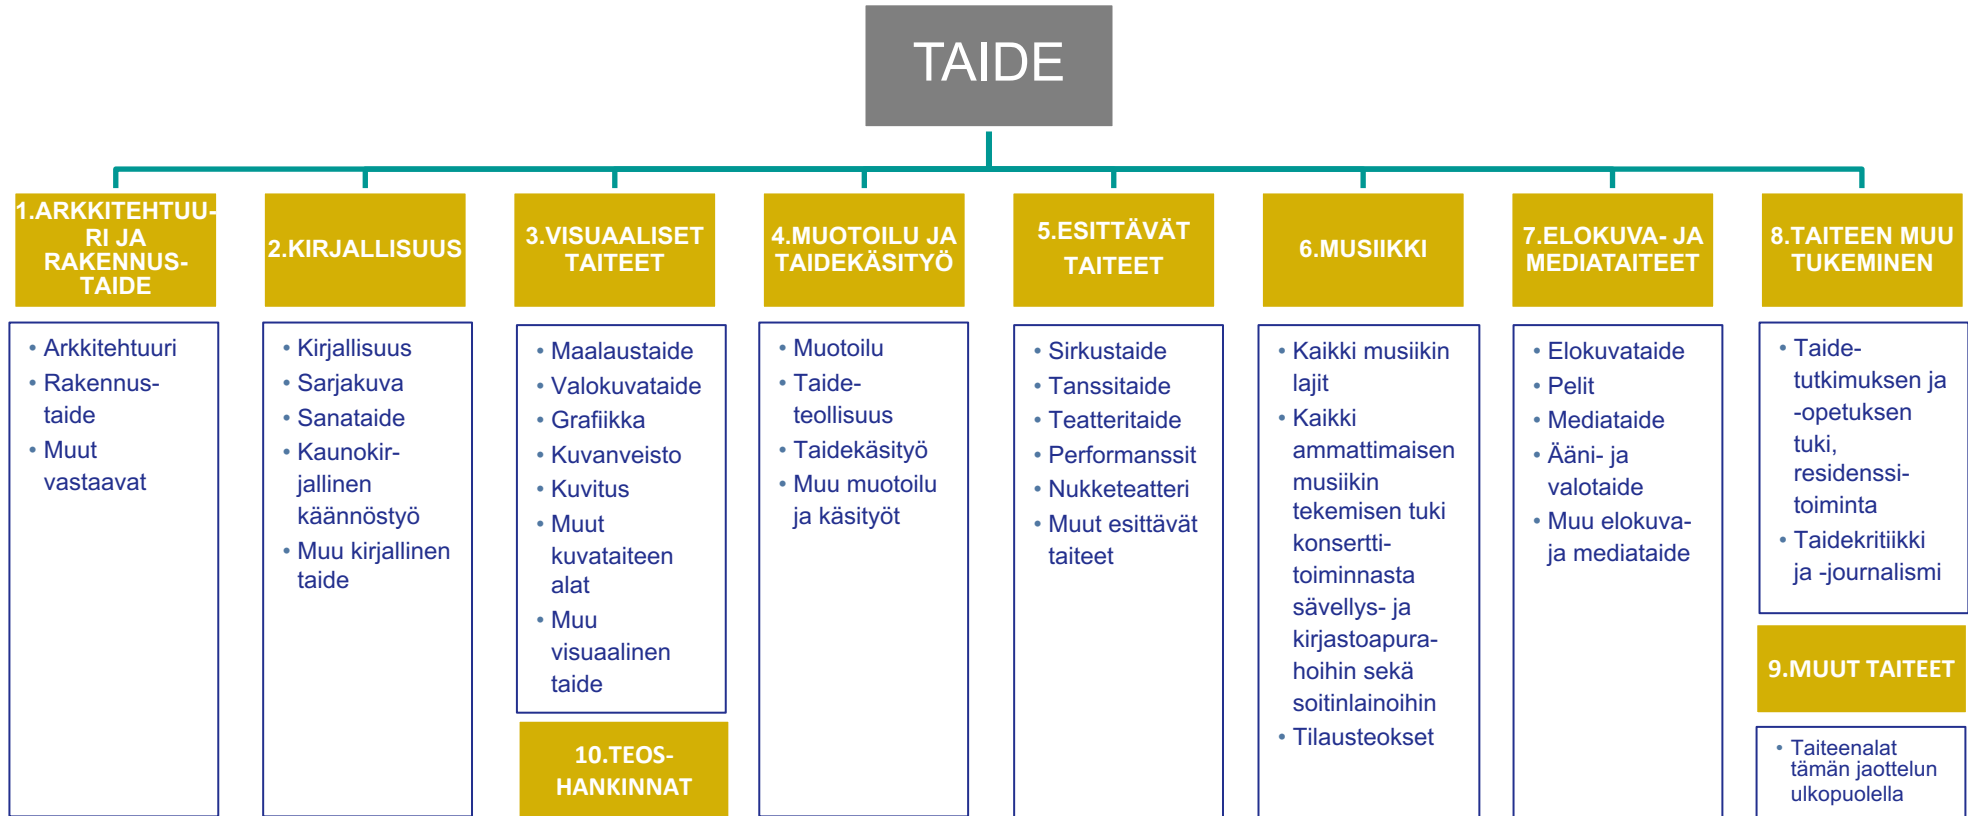 TAIDE
1.ARKKITEHTUU-
RI JA
RAKENNUS-
TAIDE
• Arkkitehtuuri
• Rakennus-
taide
• Muut
vastaavat
2.KIRJALLISUUS
• Kirjallisuus
• Sarjakuva
• Sanataide
• Kaunokir-
jallinen
käännöstyö
• Muu kirjallinen
taide
3.VISUAALISET
TAITEET
• Maalaustaide
• Valokuvataide
• Grafiikka
• Kuvanveisto
• Kuvitus
• Muut
kuvataiteen
alat
• Muu
visuaalinen
taide
10.TEOS-
HANKINNAT
4.MUOTOILU JA
TAIDEKÄSITYÖ
• Muotoilu
• Taide-
teollisuus
• Taidekäsityö
• Muu muotoilu
ja käsityöt
5.ESITTÄVÄT
TAITEET
• Sirkustaide
• Tanssitaide
• Teatteritaide
• Performanssit
• Nukketeatteri
• Muut esittävät
taiteet
6.MUSIIKKI
• Kaikki musiikin
lajit
• Kaikki
ammattimaisen
musiikin
tekemisen tuki
konsertti-
toiminnasta
sävellys- ja
kirjastoapura-
hoihin sekä
soitinlainoihin
• Tilausteokset
7.ELOKUVA- JA
MEDIATAITEET
• Elokuvataide
• Pelit
• Mediataide
• Ääni- ja
valotaide
• Muu elokuva-
ja mediataide
8.TAITEEN MUU
TUKEMINEN
• Taide-
tutkimuksen ja
-opetuksen
tuki,
residenssi-
toiminta
• Taidekritiikki
ja -journalismi
9.MUUT TAITEET
• Taiteenalat
tämän jaottelun
ulkopuolella